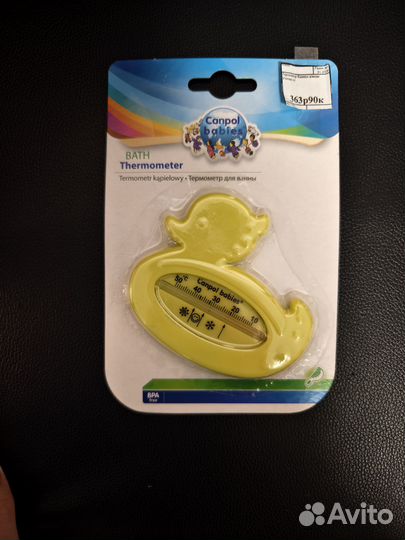 363р90к
Canpol
babies
BATH
Thermometer
Termometr kąpielowy • Термометр для ванны
50°C 40 30 20 10
Canpol babies®
BPA
free
Avito